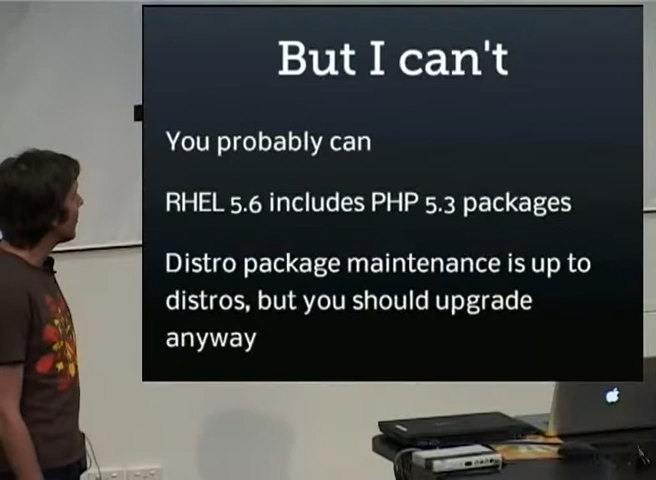 But I can't
You probably can
RHEL 5.6 includes PHP 5.3 packages
Distro package maintenance is up to
distros, but you should upgrade
anyway